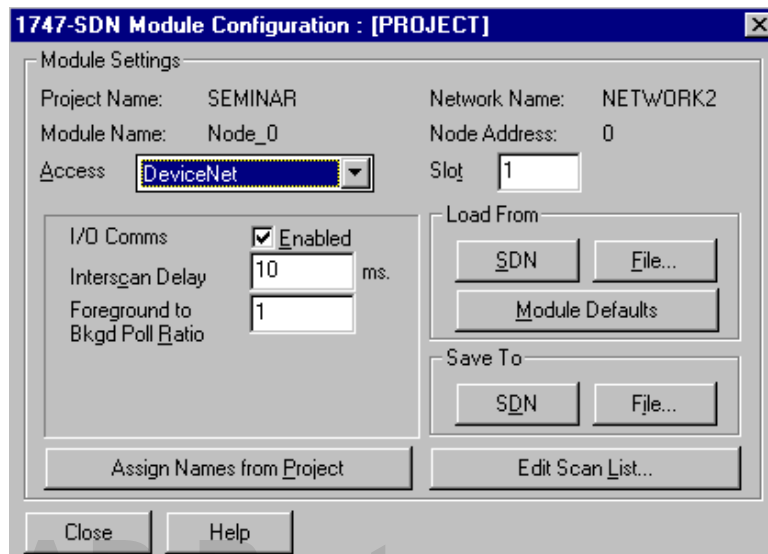 1747-SDN Module Configuration : [PROJECT]
Module Settings
Project Name: SEMINAR Network Name: NETWORK2
Module Name: Node_0 Node Address: 0
Access DeviceNet Slot 1
I/O Comms Enabled
Interscan Delay 10 ms.
Foreground to
Bkgd Poll Ratio 1
Load From
SDN File...
Module Defaults
Save To
SDN File...
Assign Names from Project Edit Scan List...
Close Help